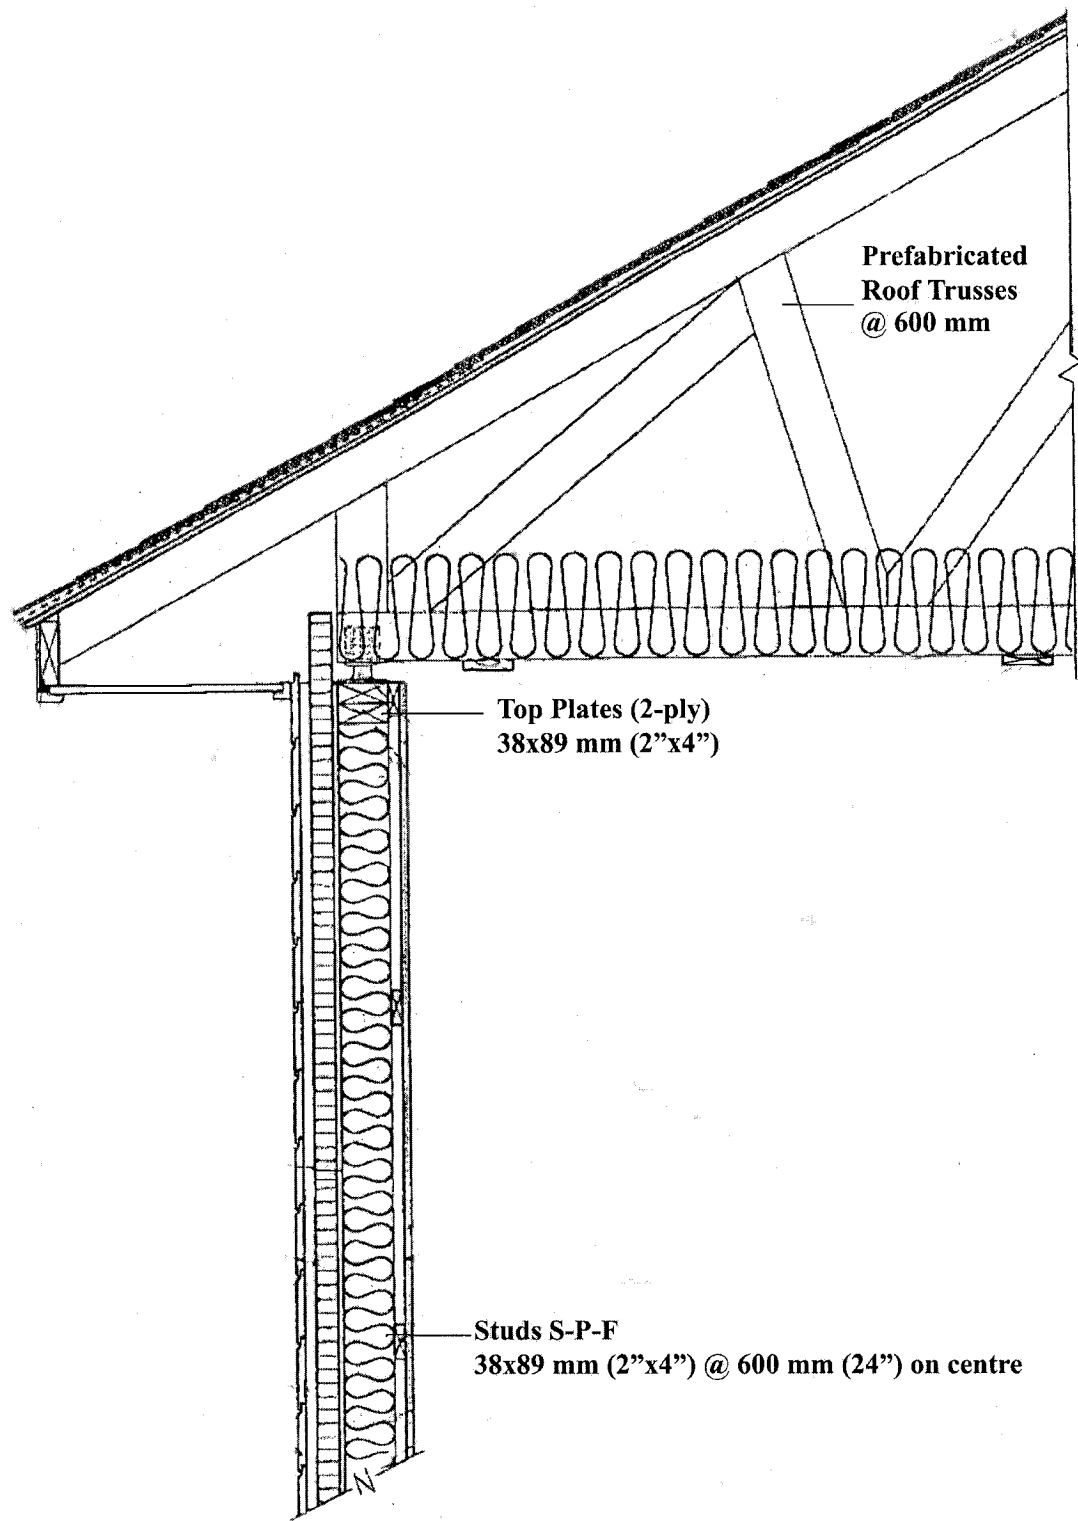 Prefabricated
Roof Trusses
@ 600 mm
Top Plates (2-ply)
38x89 mm (2”x4”)
Studs S-P-F
38x89 mm (2”x4”) @ 600 mm (24”) on centre